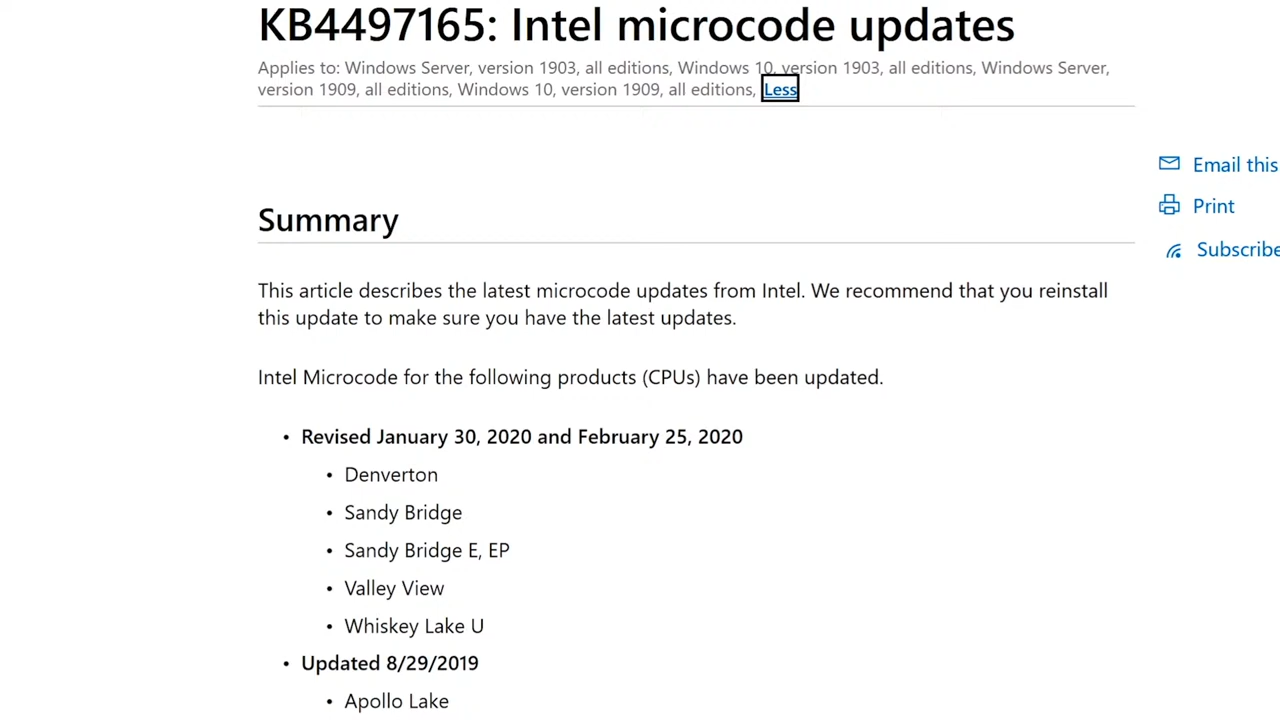 KB4497165: Intel microcode updates
Applies to: Windows Server, version 1903, all editions, Windows 10, version 1903, all editions, Windows Server,
version 1909, all editions, Windows 10, version 1909, all editions, Less
Email this
Print
Subscribe
Summary
This article describes the latest microcode updates from Intel. We recommend that you reinstall
this update to make sure you have the latest updates.
Intel Microcode for the following products (CPUs) have been updated.
• Revised January 30, 2020 and February 25, 2020
• Denverton
• Sandy Bridge
• Sandy Bridge E, EP
• Valley View
• Whiskey Lake U
• Updated 8/29/2019
• Apollo Lake